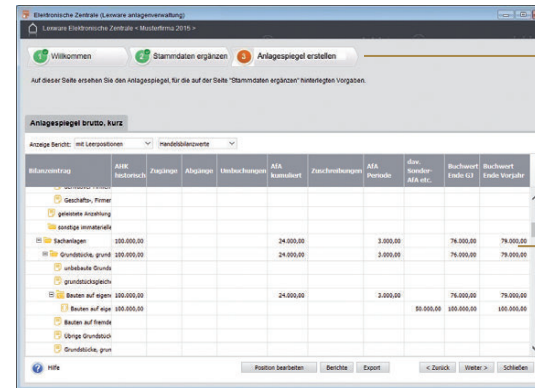 Elektronische Zentrale (Lexware anlagenverwaltung)
Lexware Elektronische Zentrale < Musterfirma 2015 >
1 Willkommen 2 Stammdaten ergänzen 3 Anlagespiegel erstellen
Auf dieser Seite ersehen Sie den Anlagespiegel, für die auf der Seite "Stammdaten ergänzen" hinterlegten Vorgaben.
Anlagespiegel brutto, kurz
Anzeige Bericht: mit Leerpositionen Handelsbilanzwerte
Bilanzeintrag AHK historisch Zugänge Abgänge Umbuchungen AfA kumuliert Zuschreibungen AfA Periode dav. Sonder-AfA etc. Buchwert Ende GJ Buchwert Ende Vorjahr
Geschäfts-, Firmer
geleistete Anzahlung
sonstige immaterielle
Sachanlagen 100.000,00 24.000,00 3.000,00 76.000,00 79.000,00
Grundstücke, grund 100.000,00 24.000,00 3.000,00 76.000,00 79.000,00
unbebaute Grunds
grundstücksgleich
Bauten auf eigen 100.000,00 24.000,00 3.000,00 76.000,00 79.000,00
Bauten auf eige 100.000,00 50.000,00 100.000,00 100.000,00
Bauten auf fremde
Übrige Grundstück
Grundstücke, grun
Hilfe Position bearbeiten Berichte Export < Zurück Weiter > Schließen